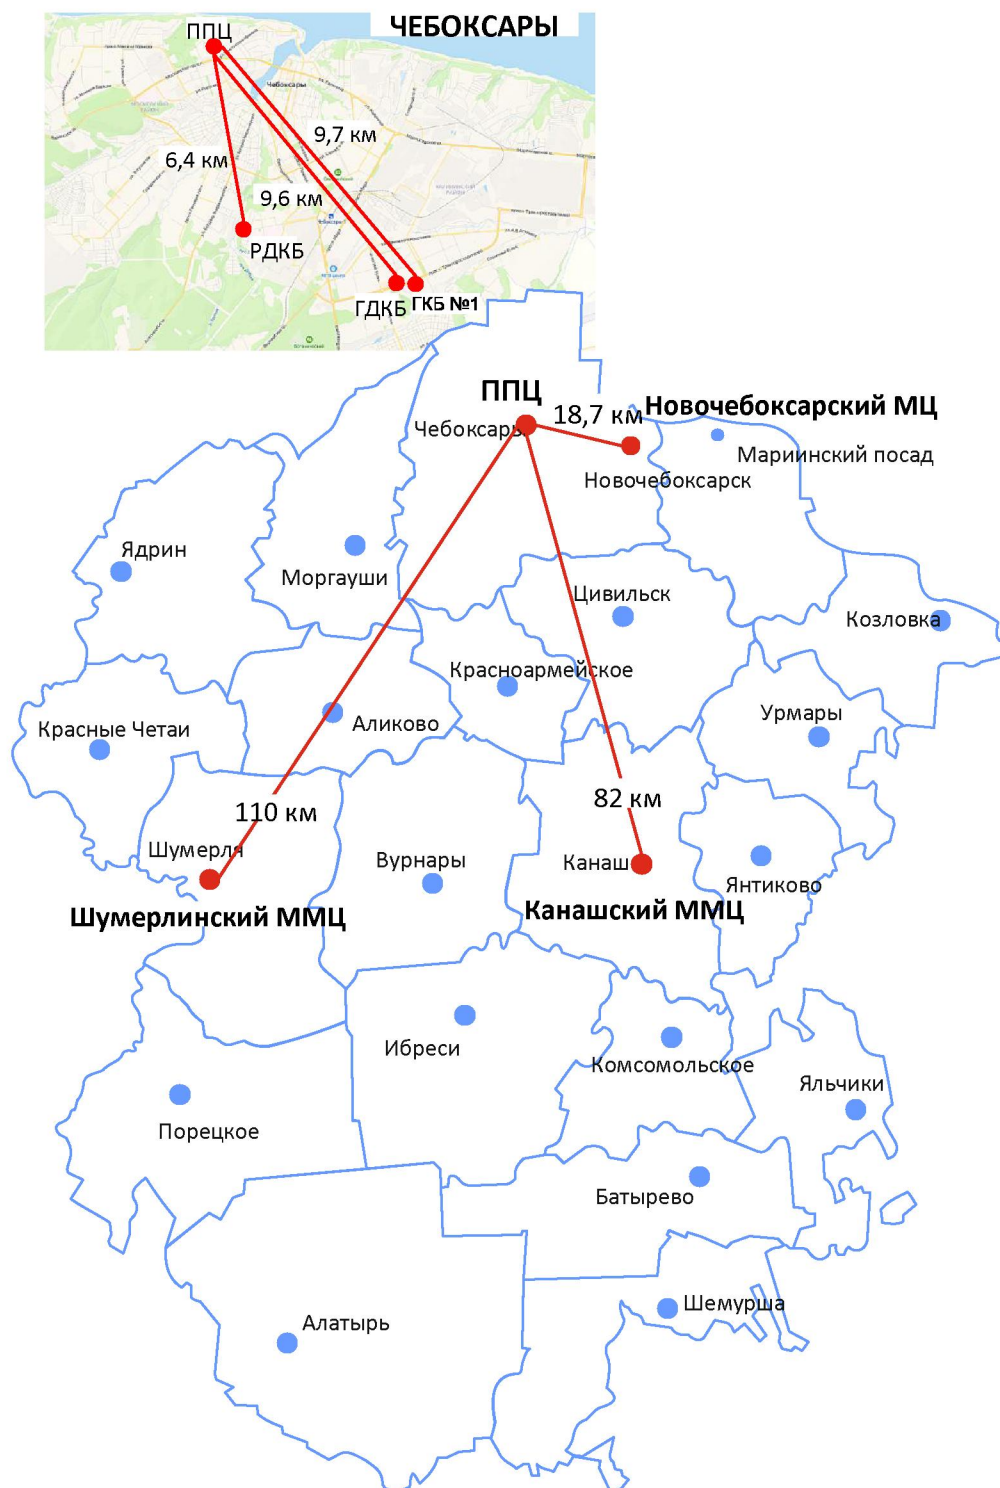 ЧЕБОКСАРЫ
ППЦ
Чебоксары
9,7 км
6,4 км
9,6 км
РДКБ
ГДКБ
ГКБ №1
ППЦ
18,7 км
Новочебоксарский МЦ
Чебоксары
Мариинский посад
Новочебоксарск
Ядрин
Моргауши
Цивильск
Козловка
Красноармейское
Урмары
Аликово
Красные Четаи
110 км
82 км
Шумерля
Вурнары
Канаш
Янтиково
Шумерлинский ММЦ
Канашский ММЦ
Ибреси
Комсомольское
Яльчики
Порецкое
Батырево
Шемурша
Алатырь